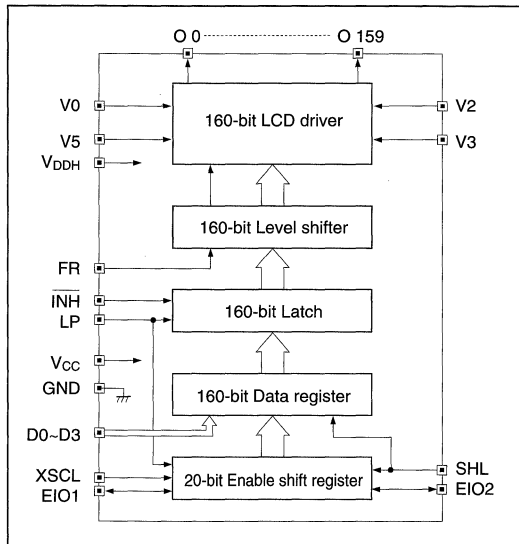 O 0 ---------------- O 159
V0
V5
VDDH
160-bit LCD driver
V2
V3
160-bit Level shifter
FR
INH
LP
160-bit Latch
VCC
GND
160-bit Data register
D0~D3
XSCL
EIO1
20-bit Enable shift register
SHL
EIO2